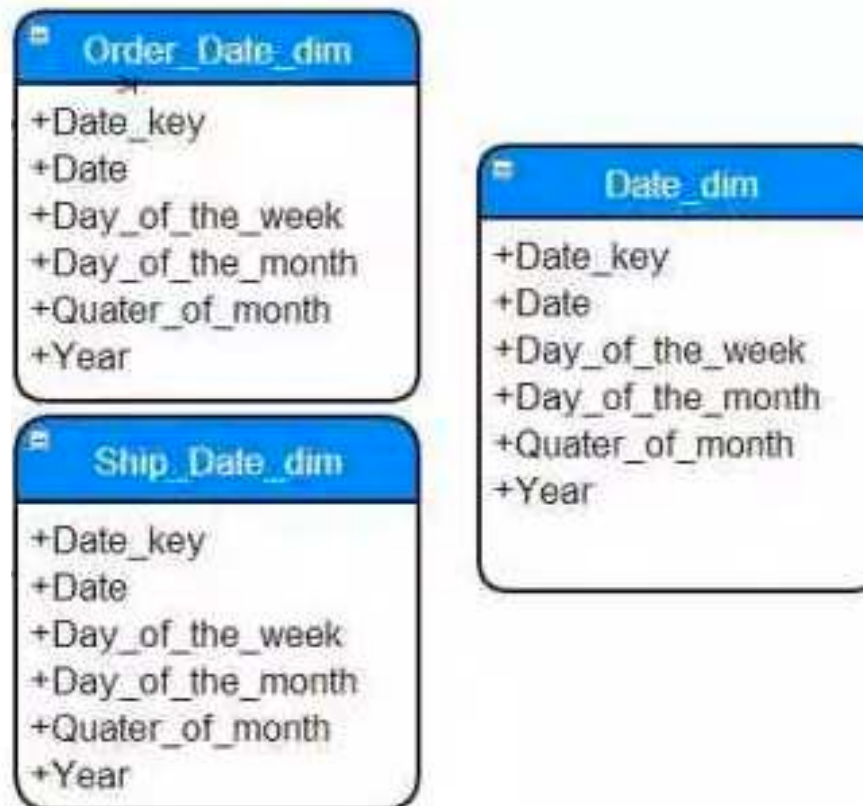 Order_Date_dim
+Date_key
+Date
+Day_of_the_week
+Day_of_the_month
+Quater_of_month
+Year
Ship_Date_dim
+Date_key
+Date
+Day_of_the_week
+Day_of_the_month
+Quater_of_month
+Year
Date_dim
+Date_key
+Date
+Day_of_the_week
+Day_of_the_month
+Quater_of_month
+Year